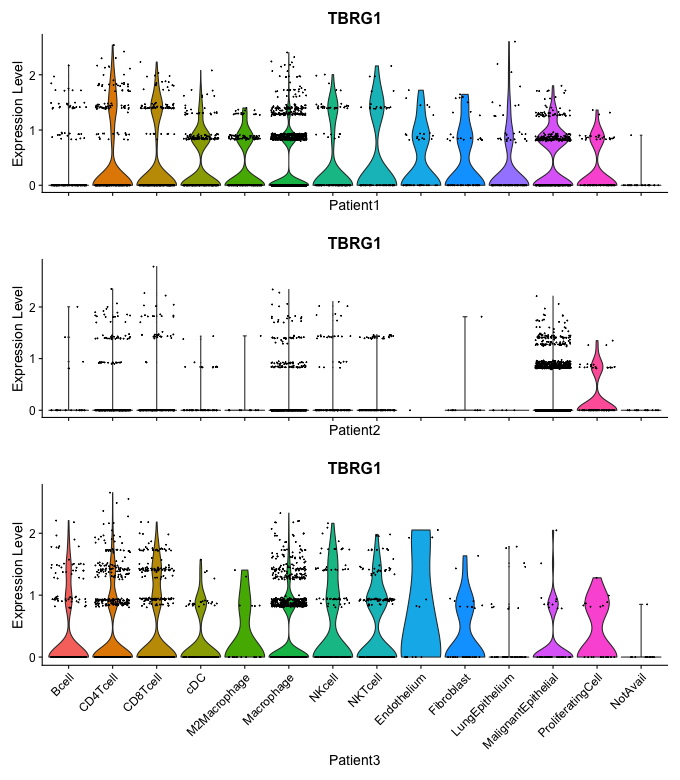 TBRG1
Expression Level
2
1
0
Patient1
TBRG1
Expression Level
2
1
0
Patient2
TBRG1
Expression Level
2
1
0
Bcell
CD4Tcell
CD8Tcell
cDC
M2Macrophage
Macrophage
NKcell
NKTcell
Endothelium
Fibroblast
LungEpithelium
MalignantEpithelial
ProliferatingCell
NotAvail
Patient3